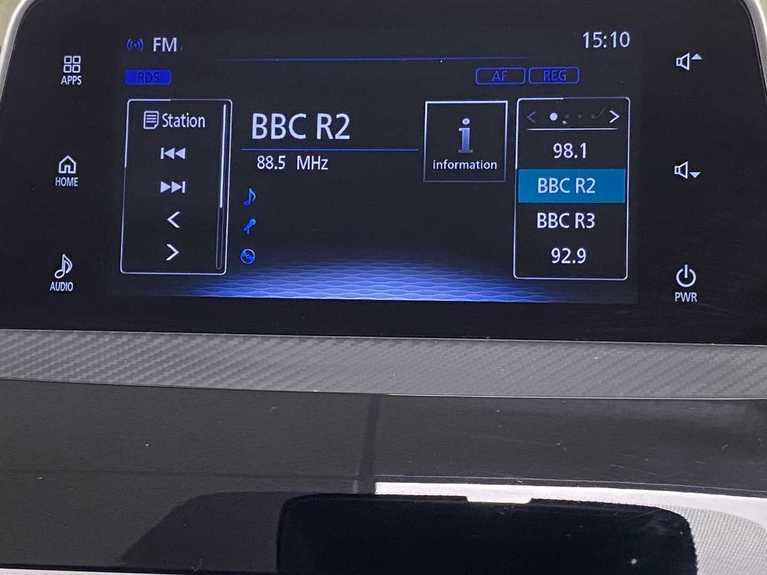 FM
15:10
APPS
RDS
AF
REG
Station
BBC R2
88.5 MHz
information
98.1
BBC R2
BBC R3
92.9
HOME
AUDIO
PWR